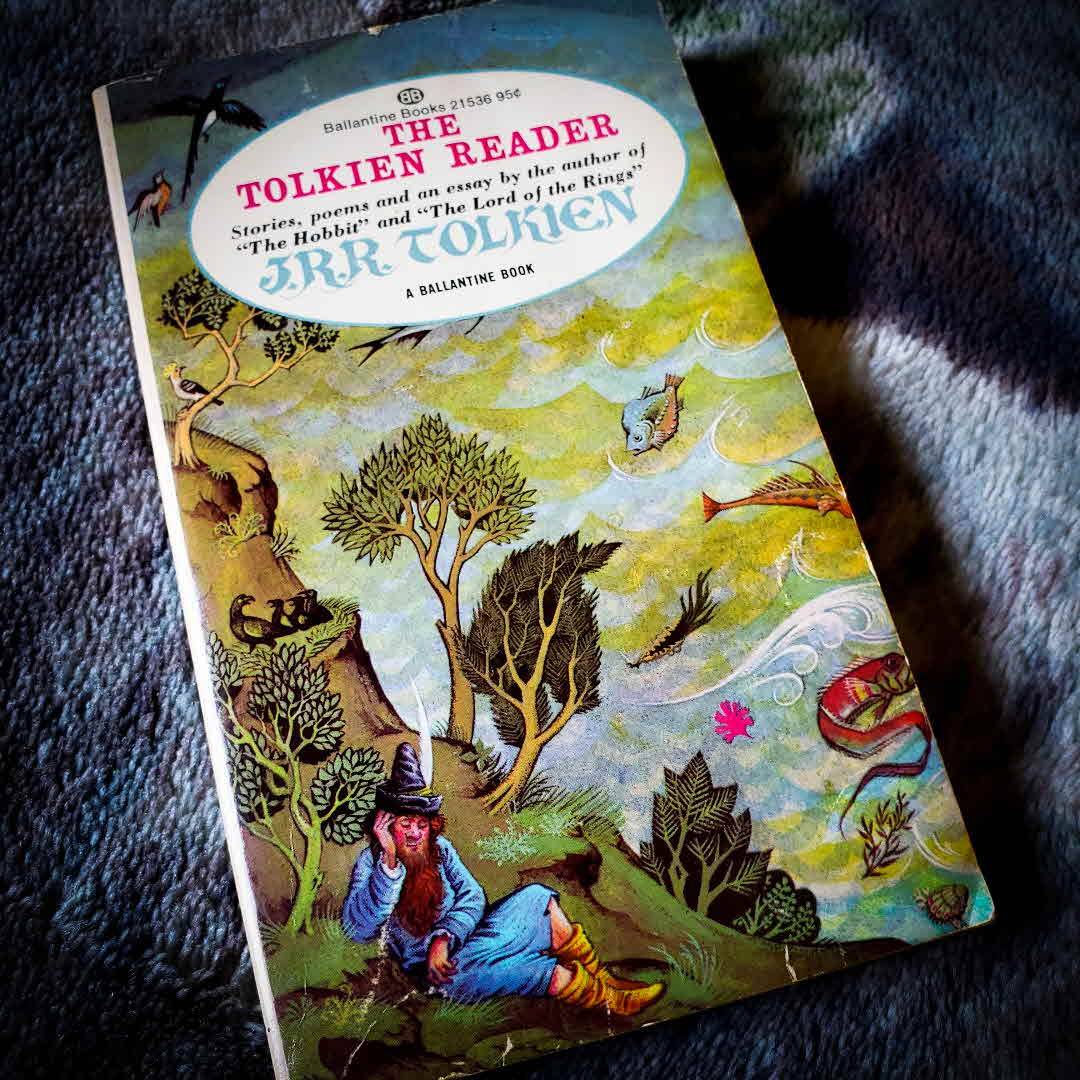 BB
Ballantine Books 21536 95¢
THE
TOLKIEN READER
Stories, poems and an essay by the author of
“The Hobbit” and “The Lord of the Rings”
J.R.R. TOLKIEN
A BALLANTINE BOOK